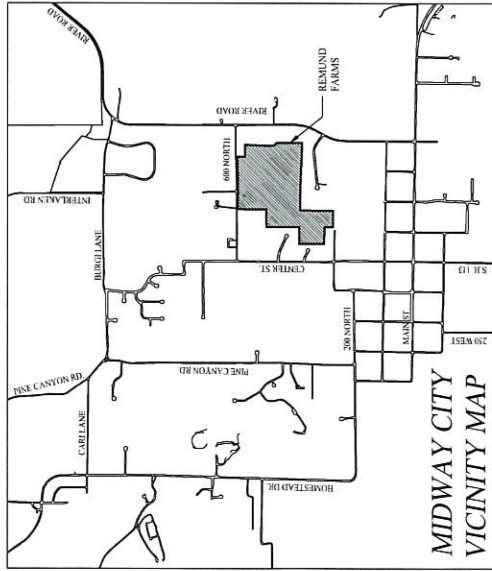 RIVER ROAD
INTERLAKEN RD
BURGI LANE
600 NORTH
RIVER ROAD
REMUND
FARMS
PINE CANYON RD.
CARI LANE
CENTER ST.
PINE CANYON RD
200 NORTH
MAIN ST
S.H. 113
250 WEST
HOMESTEAD DR.
MIDWAY CITY
VICINITY MAP